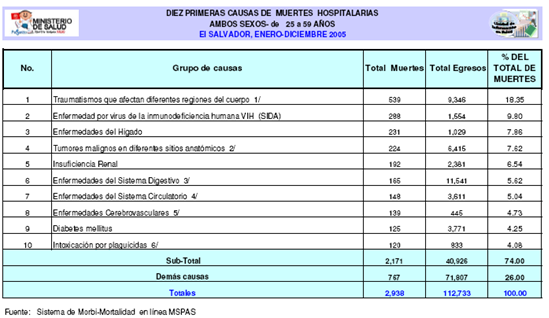 MINISTERIO
DE SALUD
DIEZ PRIMERAS CAUSAS DE MUERTES HOSPITALARIAS
AMBOS SEXOS- de 25 a 59 AÑOS
El SALVADOR, ENERO-DICIEMBRE 2005
No. Grupo de causas Total Muertes Total Egresos % DEL TOTAL DE MUERTES
1 Traumatismos que afectan diferentes regiones del cuerpo 1/ 539 9,346 18.35
2 Enfermedad por virus de la inmunodeficiencia humana VIH (SIDA) 288 1,554 9.80
3 Enfermedades del Hígado 231 1,029 7.86
4 Tumores malignos en diferentes sitios anatómicos 2/ 224 6,415 7.62
5 Insuficiencia Renal 192 2,381 6.54
6 Enfermedades del Sistema Digestivo 3/ 165 11,541 5.62
7 Enfermedades del Sistema Circulatorio 4/ 148 3,611 5.04
8 Enfermedades Cerebrovasculares 5/ 139 445 4.73
9 Diabetes mellitus 125 3,771 4.25
10 Intoxicación por plaguicidas 6/ 120 833 4.08
Sub-Total 2,171 40,926 74.00
Demás causas 767 71,807 26.00
Totales 2,938 112,733 100.00
Fuente: Sistema de Morbi-Mortalidad en línea MSPAS